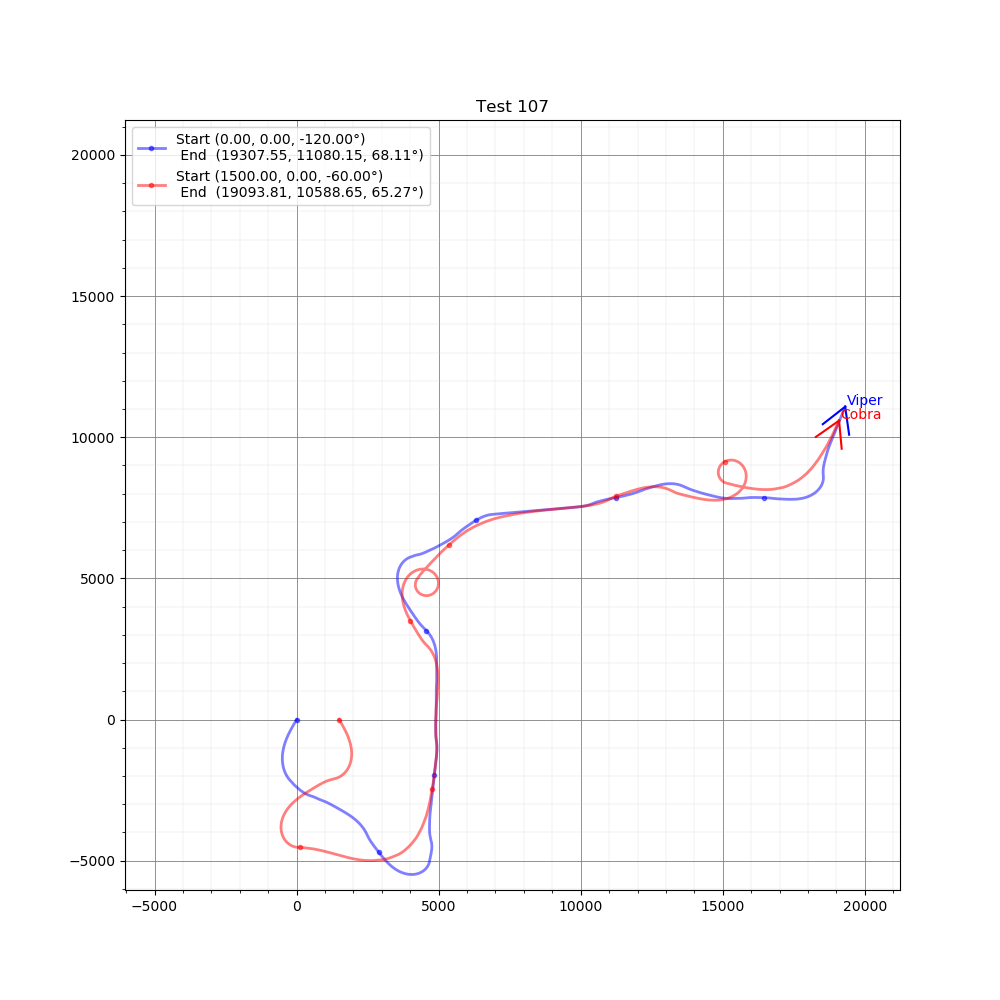 Test 107
Start (0.00, 0.00, -120.00°)
End (19307.55, 11080.15, 68.11°)
Start (1500.00, 0.00, -60.00°)
End (19093.81, 10588.65, 65.27°)
20000
15000
10000
5000
0
−5000
Viper
Cobra
−5000
0
5000
10000
15000
20000